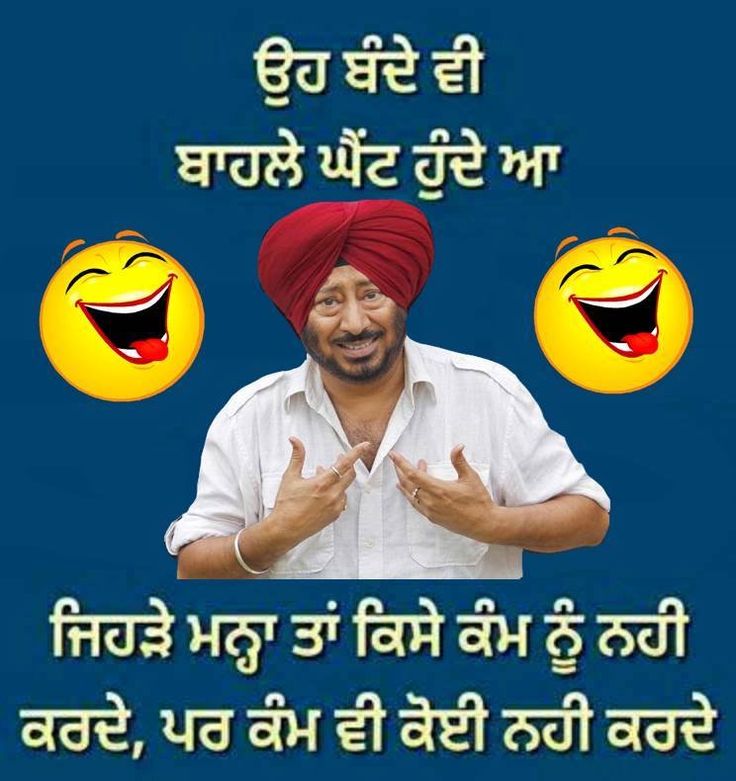 ਉਹ ਬੰਦੇ ਵੀ
ਬਾਹਲੇ ਘੈਂਟ ਹੁੰਦੇ ਆ
ਜਿਹੜੇ ਮਨ੍ਹਾ ਤਾਂ ਕਿਸੇ ਕੰਮ ਨੂੰ ਨਹੀ
ਕਰਦੇ, ਪਰ ਕੰਮ ਵੀ ਕੋਈ ਨਹੀ ਕਰਦੇ